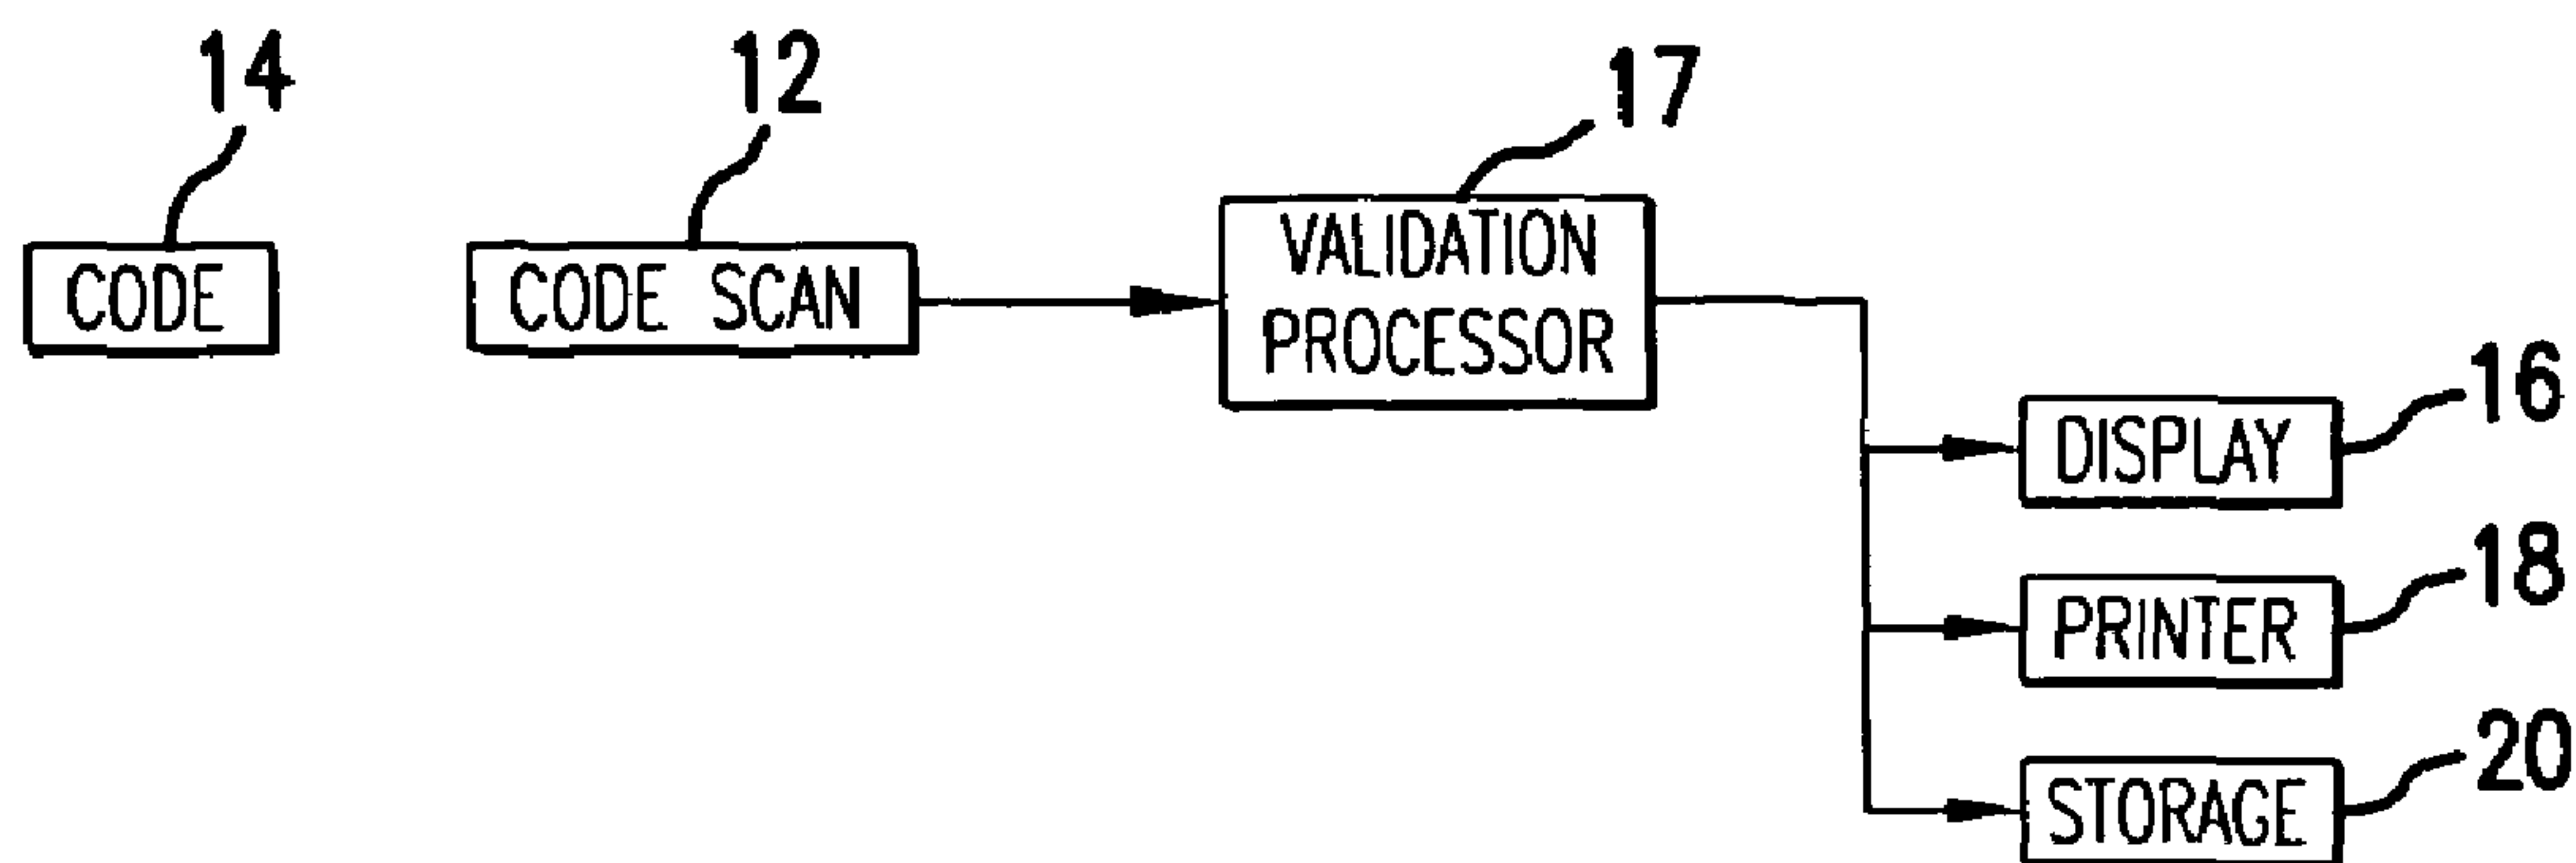 14
12
17
CODE
CODE SCAN
VALIDATION
PROCESSOR
16
DISPLAY
18
PRINTER
20
STORAGE